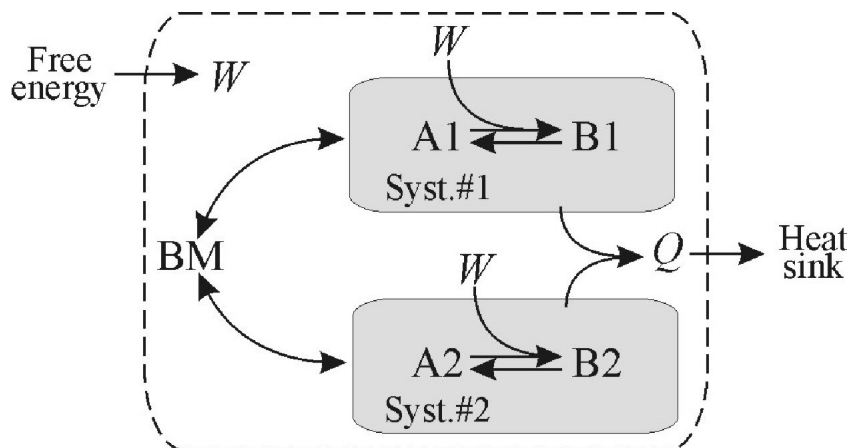 Free
energy
W
W
A1
B1
Syst.#1
BM
Q
Heat
sink
W
A2
B2
Syst.#2